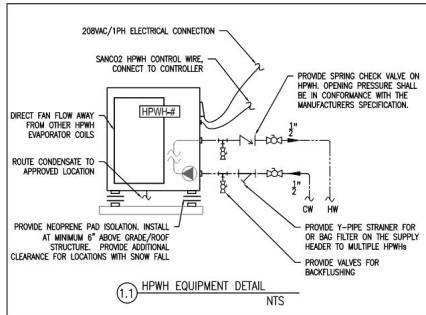 208VAC/1PH ELECTRICAL CONNECTION
SANCO2 HPWH CONTROL WIRE,
CONNECT TO CONTROLLER
PROVIDE SPRING CHECK VALVE ON
HPWH. OPENING PRESSURE SHALL
BE IN CONFORMANCE WITH THE
MANUFACTURERS SPECIFICATION.
HPWH-#
DIRECT FAN FLOW AWAY
FROM OTHER HPWH
EVAPORATOR COILS
1/2"
ROUTE CONDENSATE TO
APPROVED LOCATION
1/2"
CW
HW
PROVIDE NEOPRENE PAD ISOLATION. INSTALL
AT MINIMUM 6" ABOVE GRADE/ROOF
STRUCTURE. PROVIDE ADDITIONAL
CLEARANCE FOR LOCATIONS WITH SNOW FALL
PROVIDE Y-PIPE STRAINER FOR
OR BAG FILTER ON THE SUPPLY
HEADER TO MULTIPLE HPWHs
PROVIDE VALVES FOR
BACKFLUSHING
1.1 HPWH EQUIPMENT DETAIL
NTS